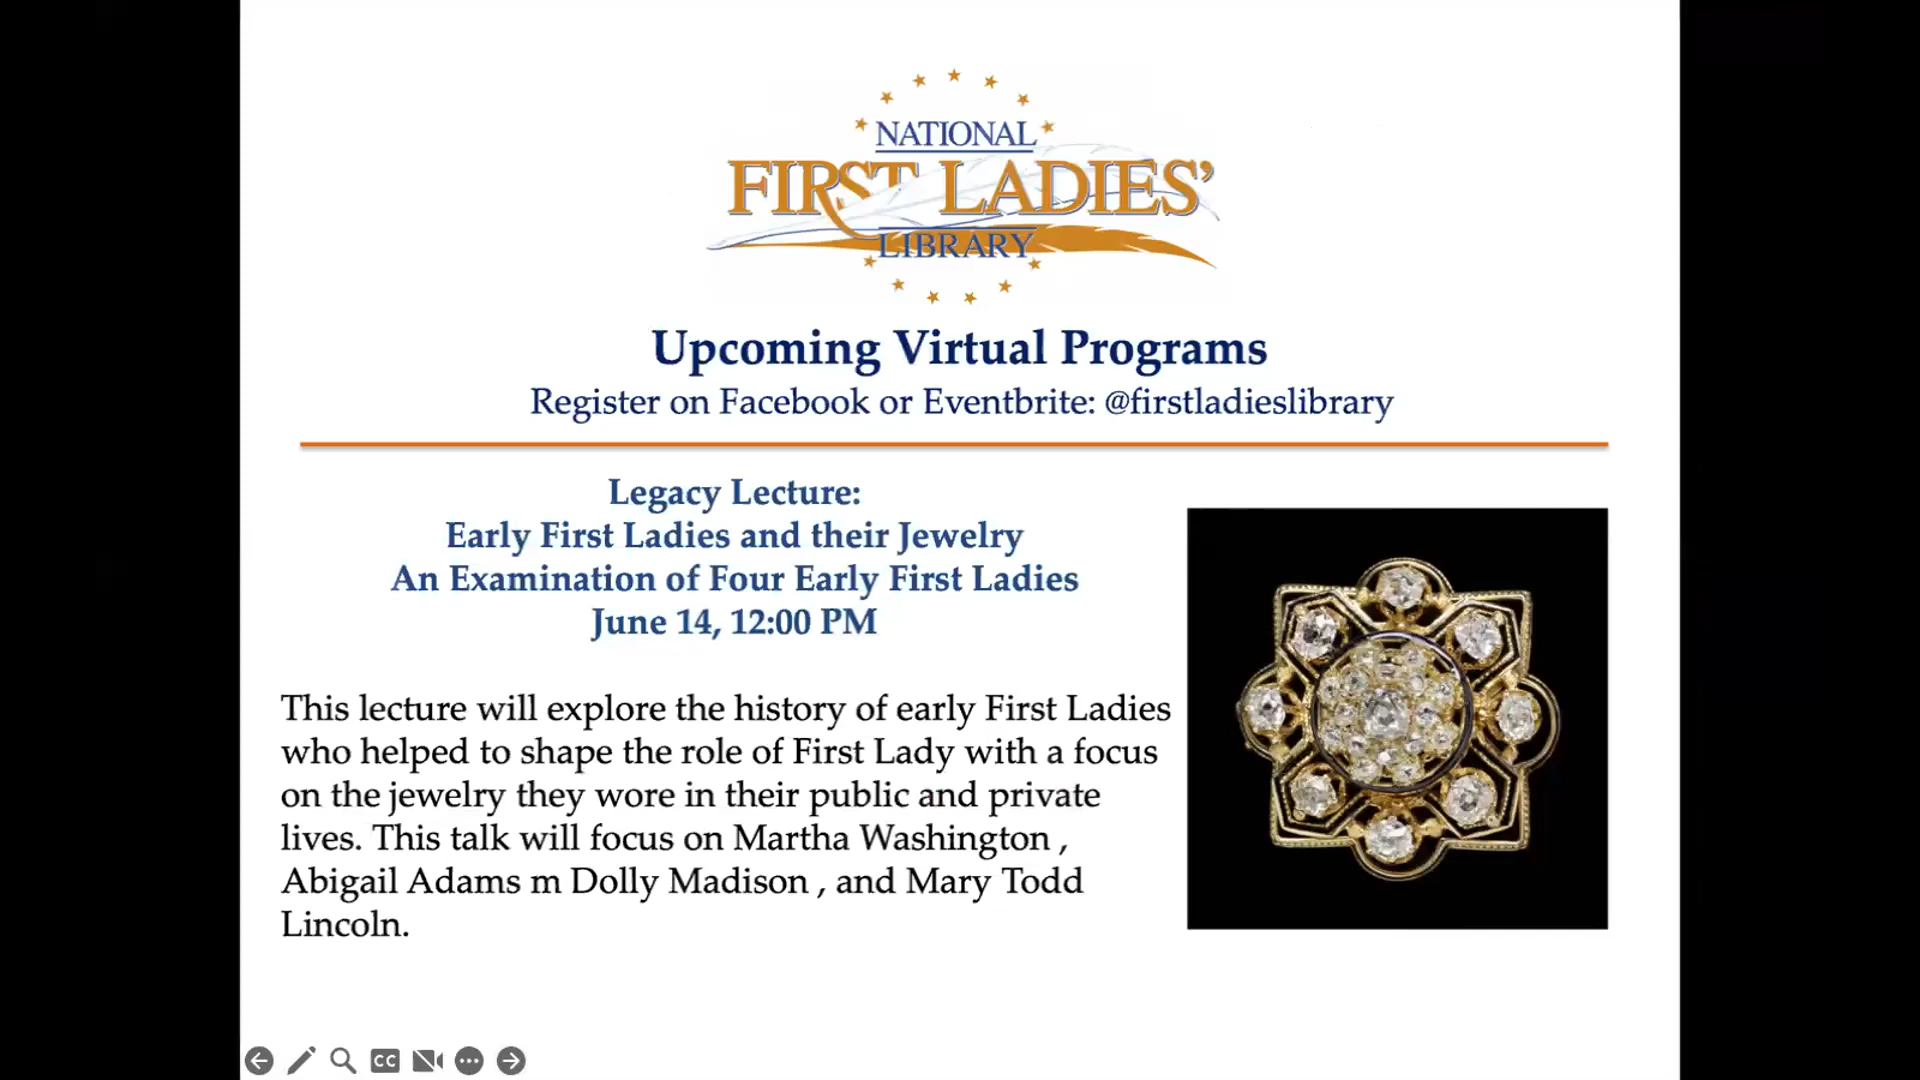 NATIONAL
FIRST LADIES’
LIBRARY
Upcoming Virtual Programs
Register on Facebook or Eventbrite: @firstladieslibrary
Legacy Lecture:
Early First Ladies and their Jewelry
An Examination of Four Early First Ladies
June 14, 12:00 PM
This lecture will explore the history of early First Ladies
who helped to shape the role of First Lady with a focus
on the jewelry they wore in their public and private
lives. This talk will focus on Martha Washington ,
Abigail Adams m Dolly Madison , and Mary Todd
Lincoln.
CC